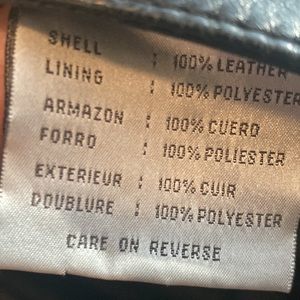 SHELL : 100% LEATHER
LINING : 100% POLYESTER
ARMAZON : 100% CUERO
FORRO : 100% POLIESTER
EXTERIEUR : 100% CUIR
DOUBLURE : 100% POLYESTER
CARE ON REVERSE